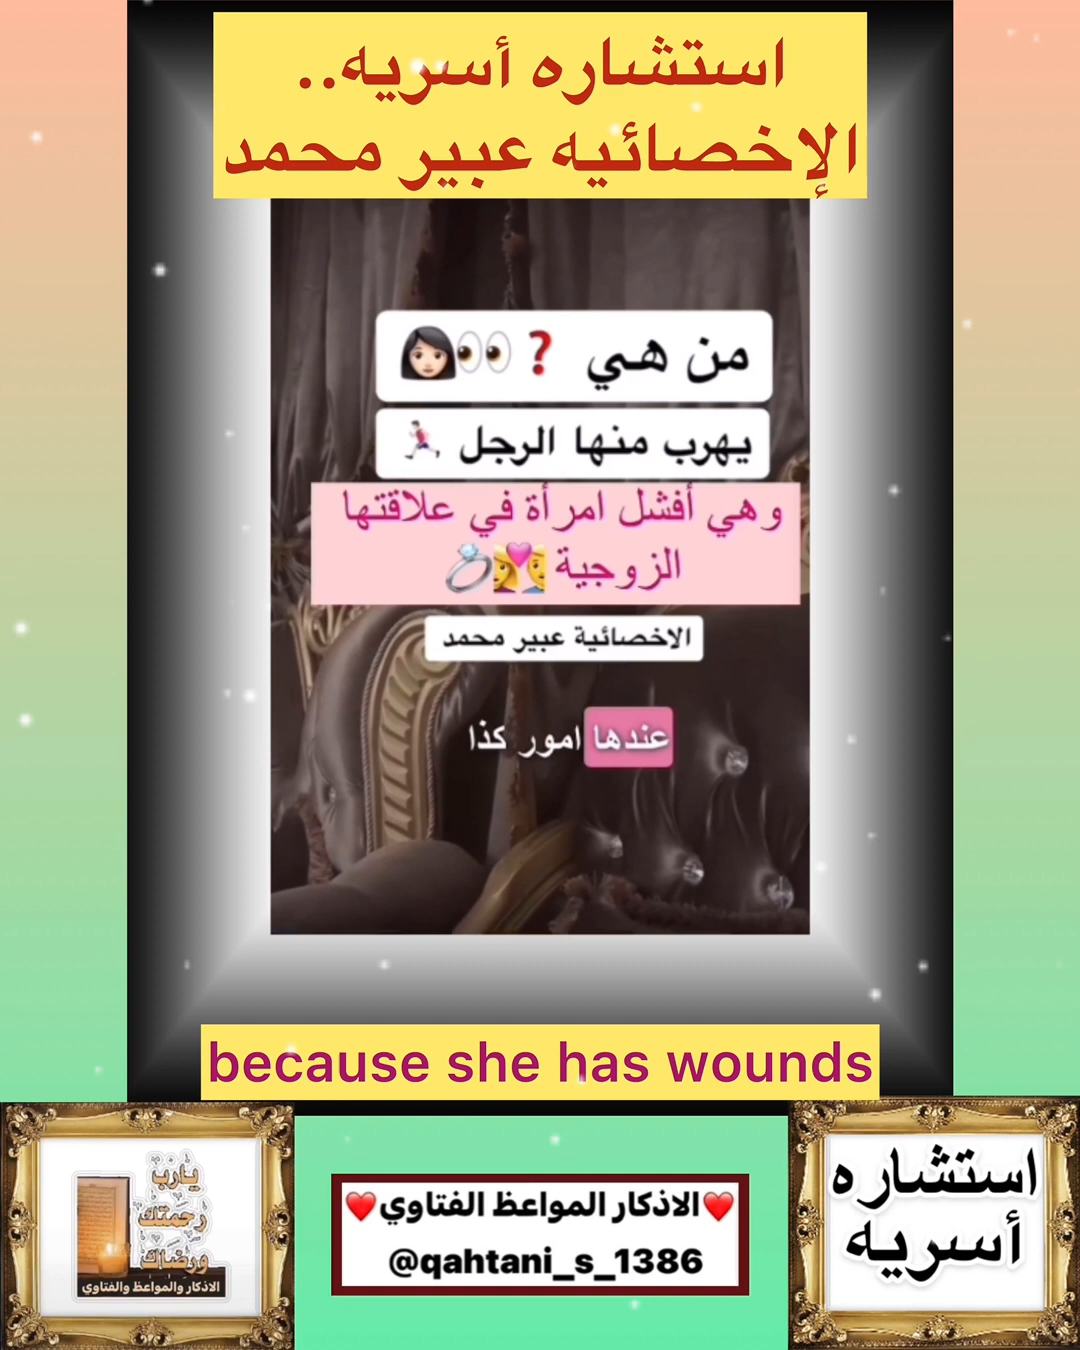 استشاره أسريه..
الإخصائيه عبير محمد
من هي ❓👀👩🏻
يهرب منها الرجل 🏃🏻‍♀️
وهي أفشل امرأة في علاقتها
الزوجية 👩‍❤️‍👨💍
الاخصائية عبير محمد
عندها امور كذا
because she has wounds
يارب
رحمتك
ورضاك
الاذكار والمواعظ والفتاوي
❤️الاذكار المواعظ الفتاوي❤️
@qahtani_s_1386
استشاره
أسريه